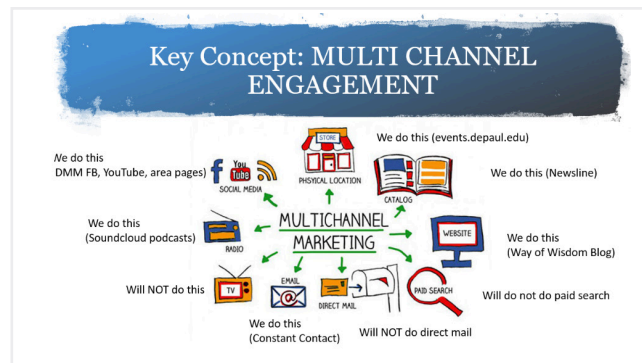 Key Concept: MULTI CHANNEL
ENGAGEMENT
We do this (events.depaul.edu)
We do this
DMM FB, YouTube, area pages)
f
You
Tube
SOCIAL MEDIA
STORE
PHSYICAL LOCATION
CATALOG
We do this (Newsline)
We do this
(Soundcloud podcasts)
RADIO
MULTICHANNEL
MARKETING
WEBSITE
We do this
(Way of Wisdom Blog)
Will NOT do this
TV
EMAIL
@
DIRECT MAIL
PAID SEARCH
Will do not do paid search
We do this
(Constant Contact)
Will NOT do direct mail